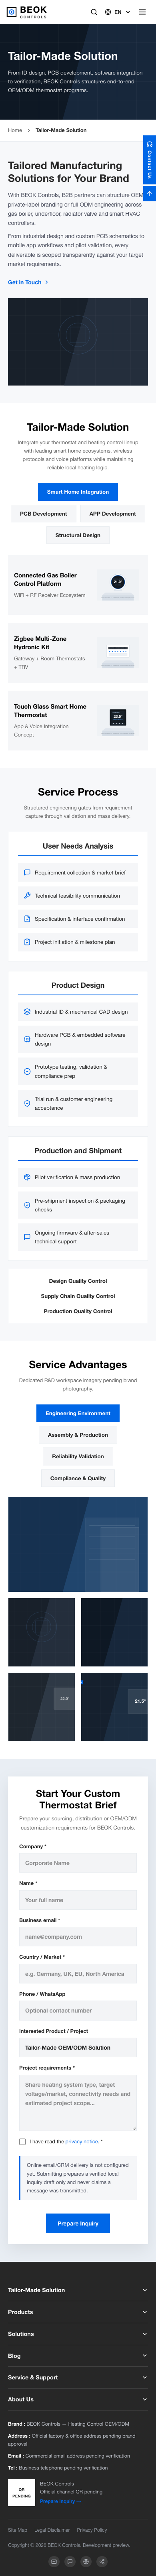 BEOK
CONTROLS
EN
Tailor-Made Solution
From ID design, PCB development, software integration
to verification, BEOK Controls structures end-to-end
OEM/ODM thermostat programs.
Home > Tailor-Made Solution
Contact Us
Tailored Manufacturing
Solutions for Your Brand
With BEOK Controls, B2B partners can structure OEM
private-label branding or full ODM engineering across
gas boiler, underfloor, radiator valve and smart HVAC
controllers.
From industrial design and custom PCB schematics to
mobile app workflows and pilot validation, every
deliverable is scoped transparently against your target
market requirements.
Get in Touch >
Tailor-Made Solution
Integrate your thermostat and heating control lineup
with leading smart home ecosystems, wireless
protocols and voice platforms while maintaining
reliable local heating logic.
Smart Home Integration
PCB Development
APP Development
Structural Design
Connected Gas Boiler
Control Platform
WiFi + RF Receiver Ecosystem
Zigbee Multi-Zone
Hydronic Kit
Gateway + Room Thermostats
+ TRV
Touch Glass Smart Home
Thermostat
App & Voice Integration
Concept
Service Process
Structured engineering gates from requirement
capture through validation and mass delivery.
User Needs Analysis
Requirement collection & market brief
Technical feasibility communication
Specification & interface confirmation
Project initiation & milestone plan
Product Design
Industrial ID & mechanical CAD design
Hardware PCB & embedded software
design
Prototype testing, validation &
compliance prep
Trial run & customer engineering
acceptance
Production and Shipment
Pilot verification & mass production
Pre-shipment inspection & packaging
checks
Ongoing firmware & after-sales
technical support
Design Quality Control
Supply Chain Quality Control
Production Quality Control
Service Advantages
Dedicated R&D workspace imagery pending brand
photography.
Engineering Environment
Assembly & Production
Reliability Validation
Compliance & Quality
Start Your Custom
Thermostat Brief
Prepare your sourcing, distribution or OEM/ODM
customization requirements for BEOK Controls.
Company *
Corporate Name
Name *
Your full name
Business email *
name@company.com
Country / Market *
e.g. Germany, UK, EU, North America
Phone / WhatsApp
Optional contact number
Interested Product / Project
Tailor-Made OEM/ODM Solution
Project requirements *
Share heating system type, target
voltage/market, connectivity needs and
estimated project scope...
I have read the privacy notice. *
Online email/CRM delivery is not configured
yet. Submitting prepares a verified local
inquiry draft only and never claims a
message was transmitted.
Prepare Inquiry
Tailor-Made Solution
Products
Solutions
Blog
Service & Support
About Us
Brand : BEOK Controls — Heating Control OEM/ODM
Address : Official factory & office address pending brand
approval
Email : Commercial email address pending verification
Tel : Business telephone pending verification
QR
PENDING
BEOK Controls
Official channel QR pending
Prepare Inquiry →
Site Map Legal Disclaimer Privacy Policy
Copyright © 2025 BEOK Controls. Development preview.